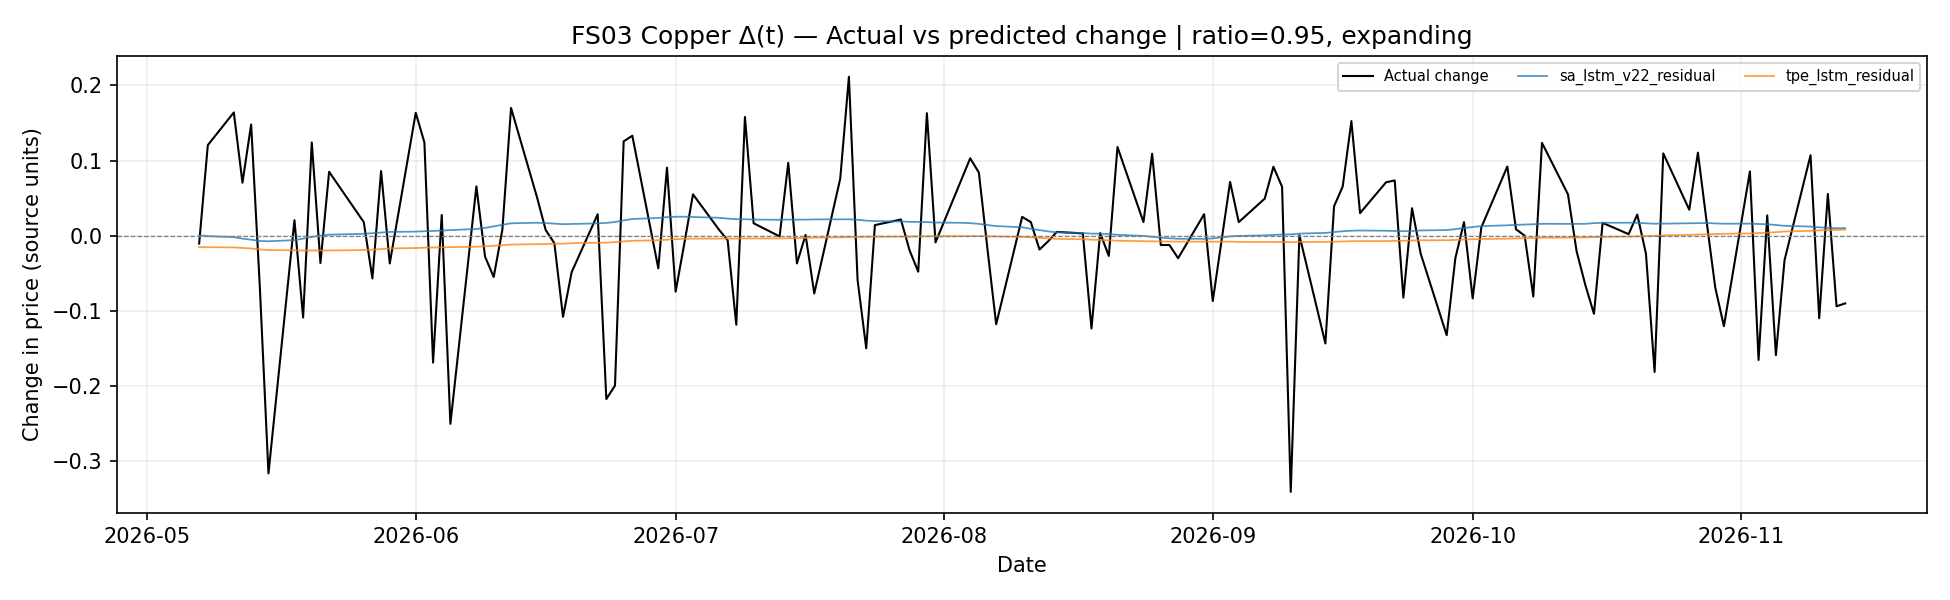 FS03 Copper Δ(t) — Actual vs predicted change | ratio=0.95, expanding
Actual change
sa_lstm_v22_residual
tpe_lstm_residual
Change in price (source units)
0.2
0.1
0.0
−0.1
−0.2
−0.3
2026-05
2026-06
2026-07
2026-08
2026-09
2026-10
2026-11
Date